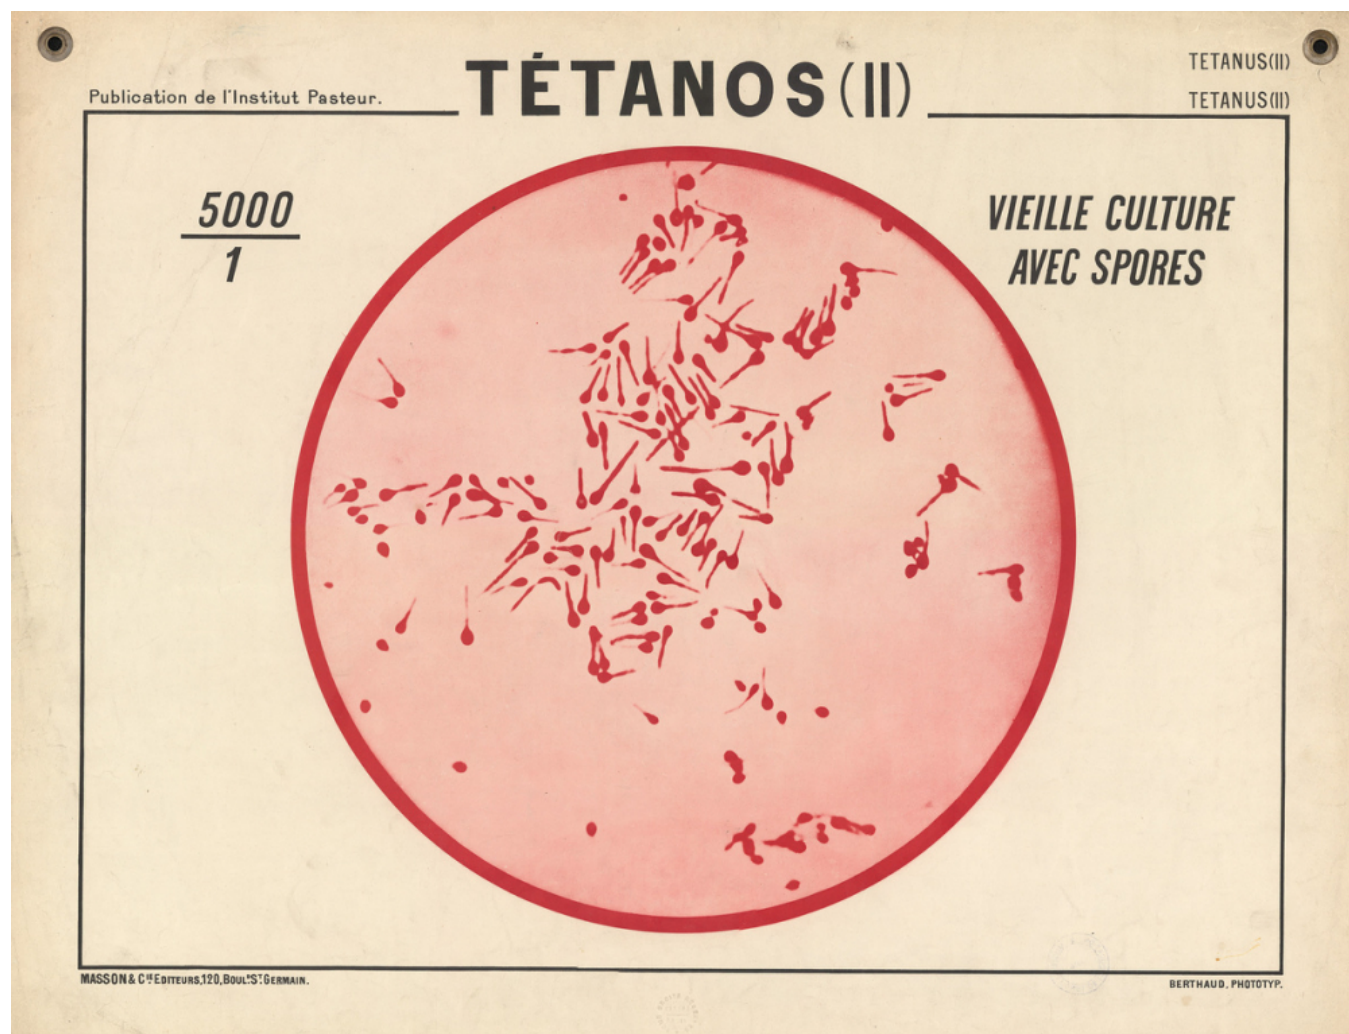 TÉTANOS (II)
TETANUS (II)
TETANUS (II)
Publication de l'Institut Pasteur.
5000
1
VIEILLE CULTURE
AVEC SPORES
MASSON & Cie EDITEURS, 120, BOULd ST GERMAIN.
BERTHAUD. PHOTOTYP.